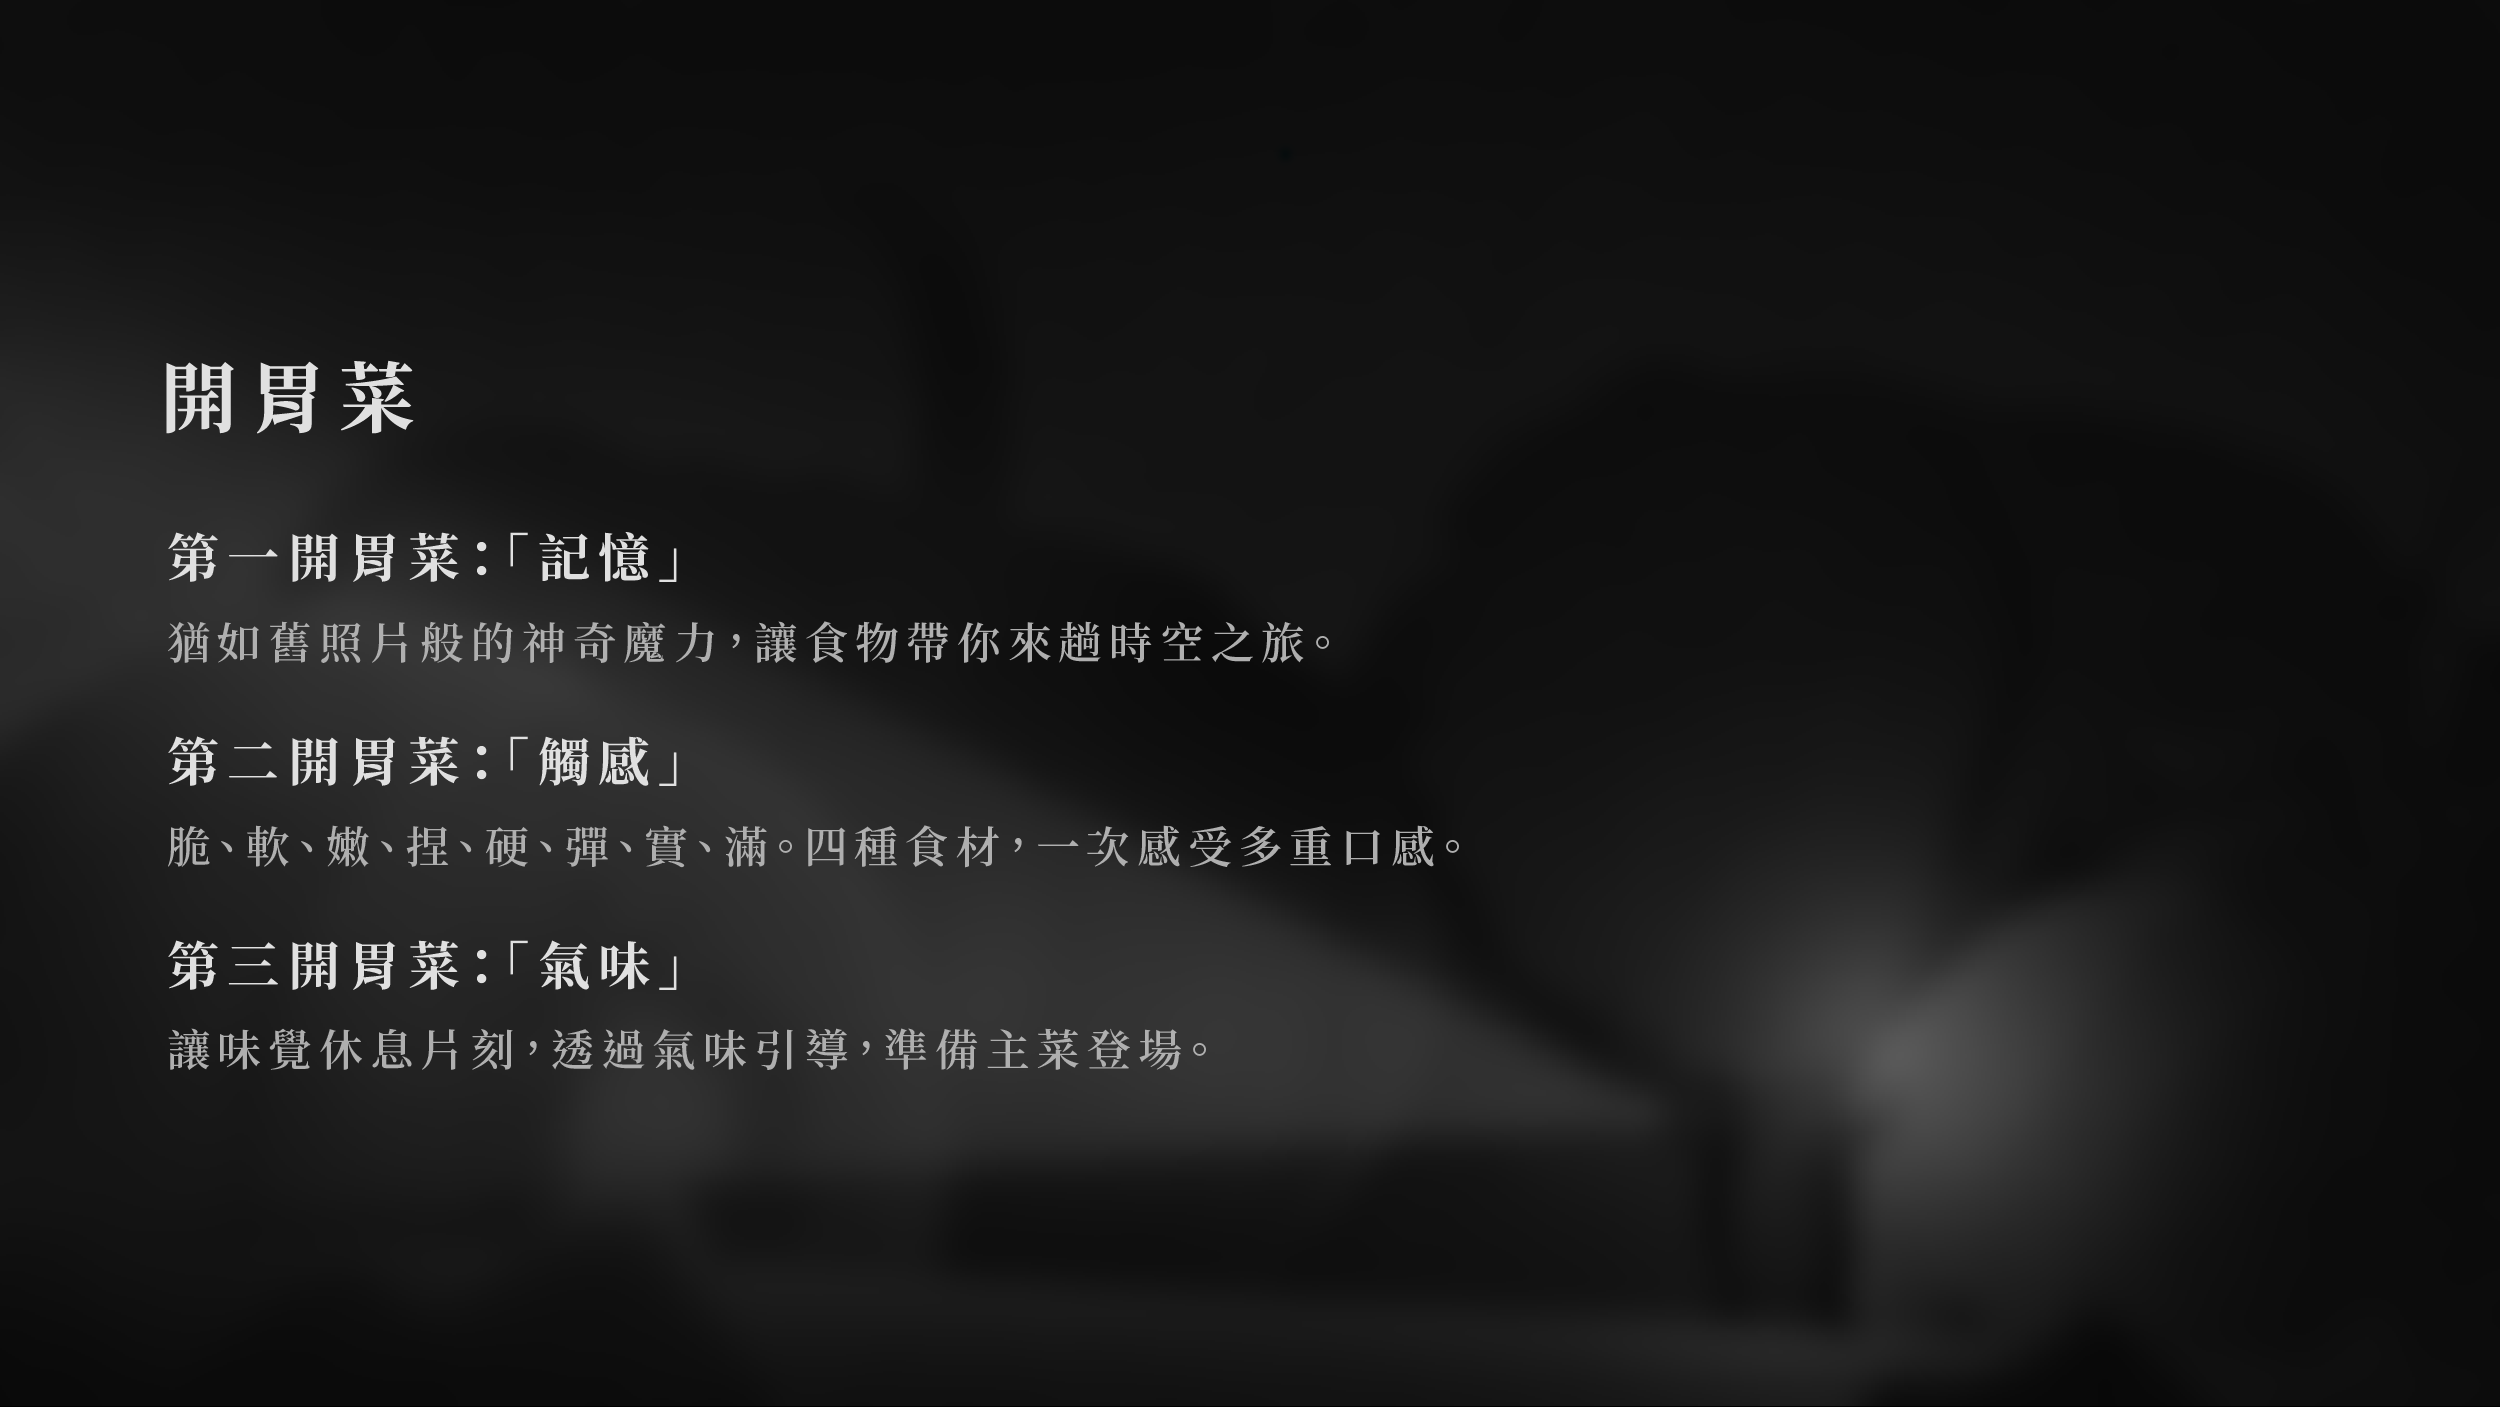 開胃菜
第一開胃菜：「記憶」
猶如舊照片般的神奇魔力，讓食物帶你來趟時空之旅。
第二開胃菜：「觸感」
脆、軟、嫩、捏、硬、彈、實、滿。四種食材，一次感受多重口感。
第三開胃菜：「氣味」
讓味覺休息片刻，透過氣味引導，準備主菜登場。